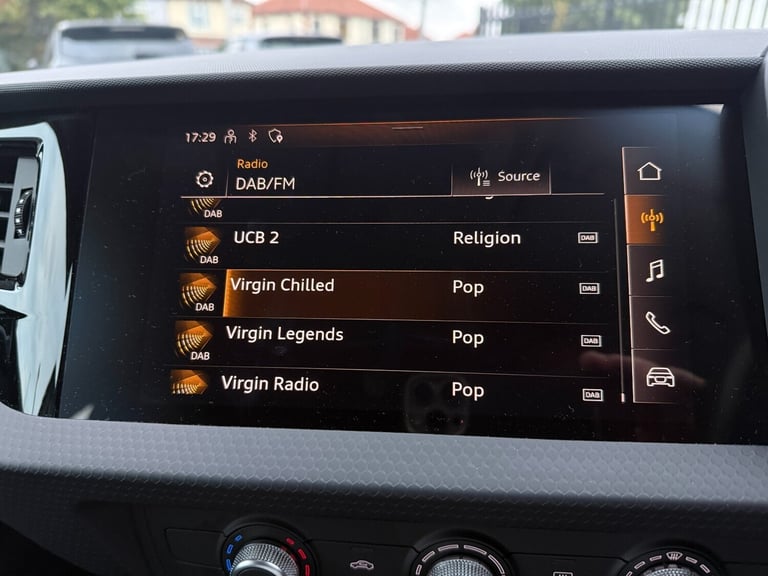 17:29
Radio
DAB/FM
Source
DAB
UCB 2 Religion DAB
DAB
Virgin Chilled Pop DAB
DAB
Virgin Legends Pop DAB
DAB
Virgin Radio Pop DAB